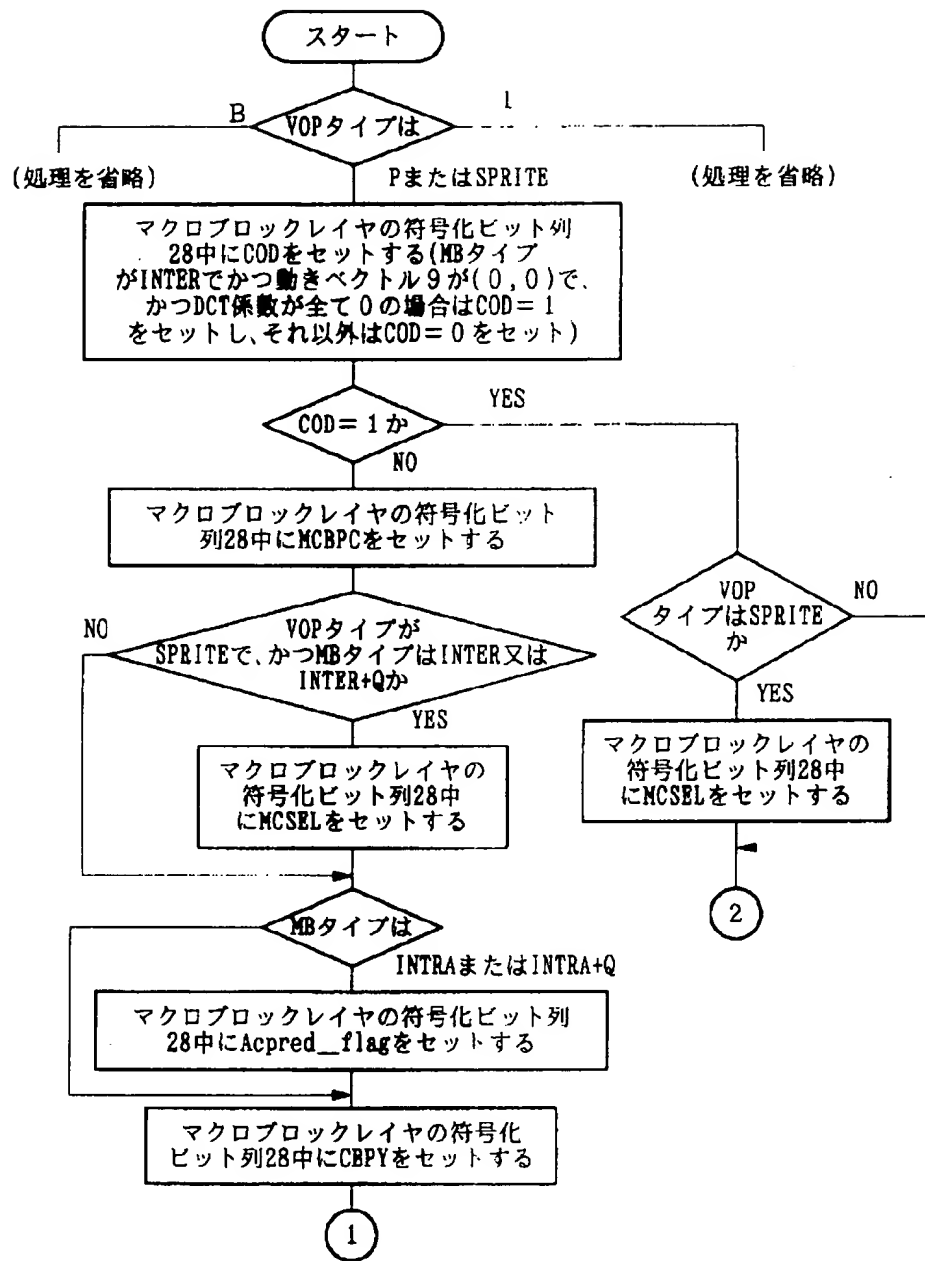 スタート
B
1
VOPタイプは
(処理を省略)
PまたはSPRITE
(処理を省略)
マクロブロックレイヤの符号化ビット列
28中にCODをセットする(MBタイプ
がINTERでかつ動きベクトル9が(0,0)で、
かつDCT係数が全て0の場合はCOD=1
をセットし、それ以外はCOD=0をセット)
COD=1か
YES
NO
マクロブロックレイヤの符号化ビット
列28中にMCBPCをセットする
NO
VOPタイプが
SPRITEで、かつMBタイプはINTER又は
INTER+Qか
YES
VOP
タイプはSPRITE
か
NO
YES
マクロブロックレイヤの
符号化ビット列28中
にMCSELをセットする
マクロブロックレイヤの
符号化ビット列28中
にMCSELをセットする
2
MBタイプは
INTRAまたはINTRA+Q
マクロブロックレイヤの符号化ビット列
28中にAcpred__flagをセットする
マクロブロックレイヤの符号化
ビット列28中にCBPYをセットする
1